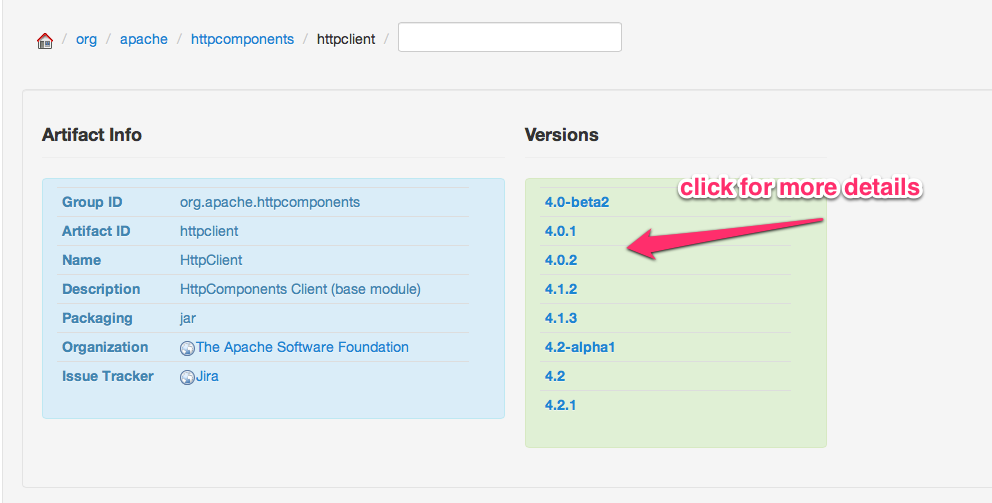 / org / apache / httpcomponents / httpclient /
Artifact Info
Group ID org.apache.httpcomponents
Artifact ID httpclient
Name HttpClient
Description HttpComponents Client (base module)
Packaging jar
Organization The Apache Software Foundation
Issue Tracker Jira
Versions
click for more details
4.0-beta2
4.0.1
4.0.2
4.1.2
4.1.3
4.2-alpha1
4.2
4.2.1